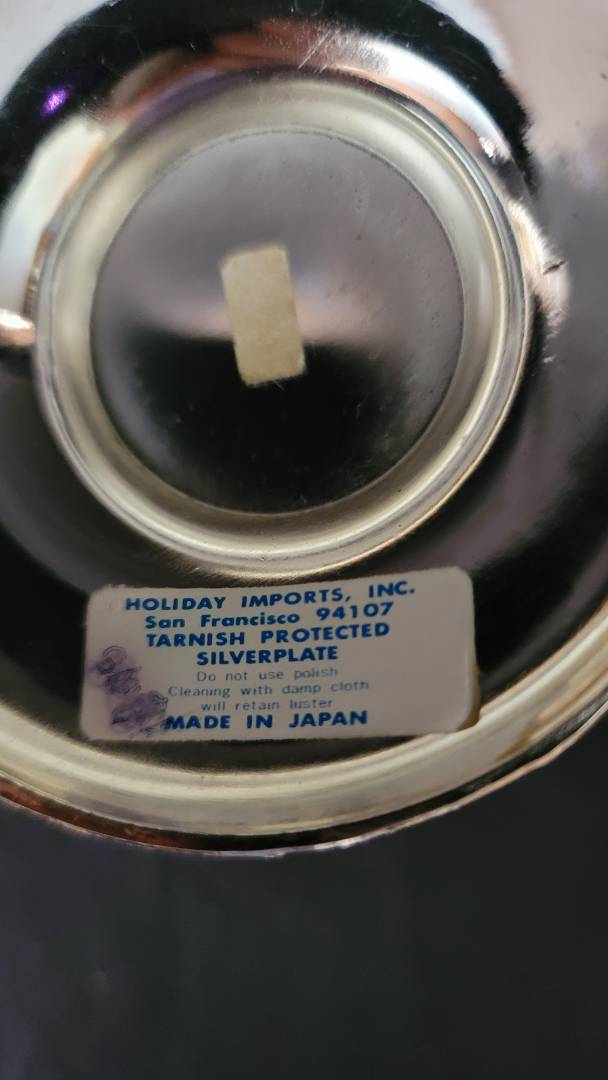 HOLIDAY IMPORTS, INC.
San Francisco 94107
TARNISH PROTECTED
SILVERPLATE
Do not use polish
Cleaning with damp cloth
will retain luster
MADE IN JAPAN